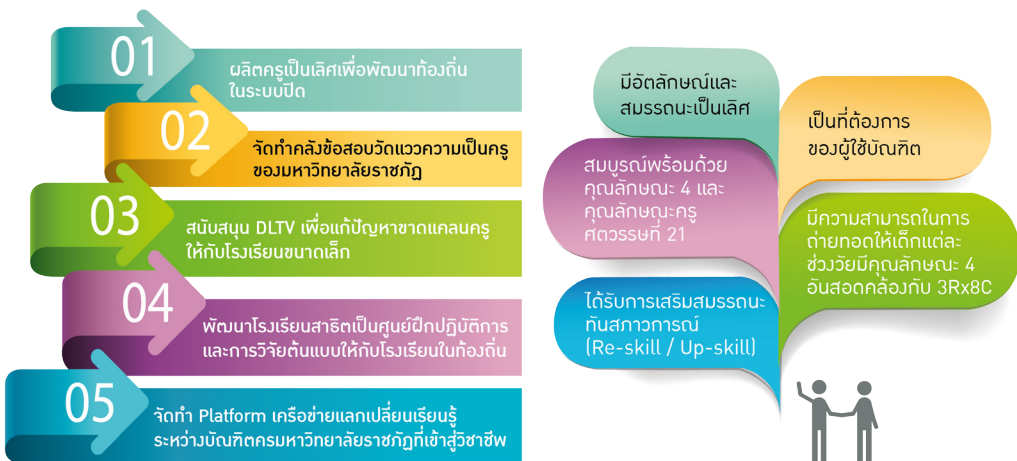 01
ผลิตครูเป็นเลิศเพื่อพัฒนาท้องถิ่น
ในระบบปิด
02
จัดทำคลังข้อสอบวัดแววความเป็นครู
ของมหาวิทยาลัยราชภัฏ
03
สนับสนุน DLTV เพื่อแก้ปัญหาขาดแคลนครู
ให้กับโรงเรียนขนาดเล็ก
04
พัฒนาโรงเรียนสาธิตเป็นศูนย์ฝึกปฏิบัติการ
และการวิจัยต้นแบบให้กับโรงเรียนในท้องถิ่น
05
จัดทำ Platform เครือข่ายแลกเปลี่ยนเรียนรู้
ระหว่างบัณฑิตครมหาวิทยาลัยราชภัฏที่เข้าสู่วิชาชีพ
มีอัตลักษณ์และ
สมรรถนะเป็นเลิศ
เป็นที่ต้องการ
ของผู้ใช้บัณฑิต
สมบูรณ์พร้อมด้วย
คุณลักษณะ 4 และ
คุณลักษณะครู
ศตวรรษที่ 21
มีความสามารถในการ
ถ่ายทอดให้เด็กแต่ละ
ช่วงวัยมีคุณลักษณะ 4
อันสอดคล้องกับ 3Rx8C
ได้รับการเสริมสมรรถนะ
ทันสภาวการณ์
(Re-skill / Up-skill)